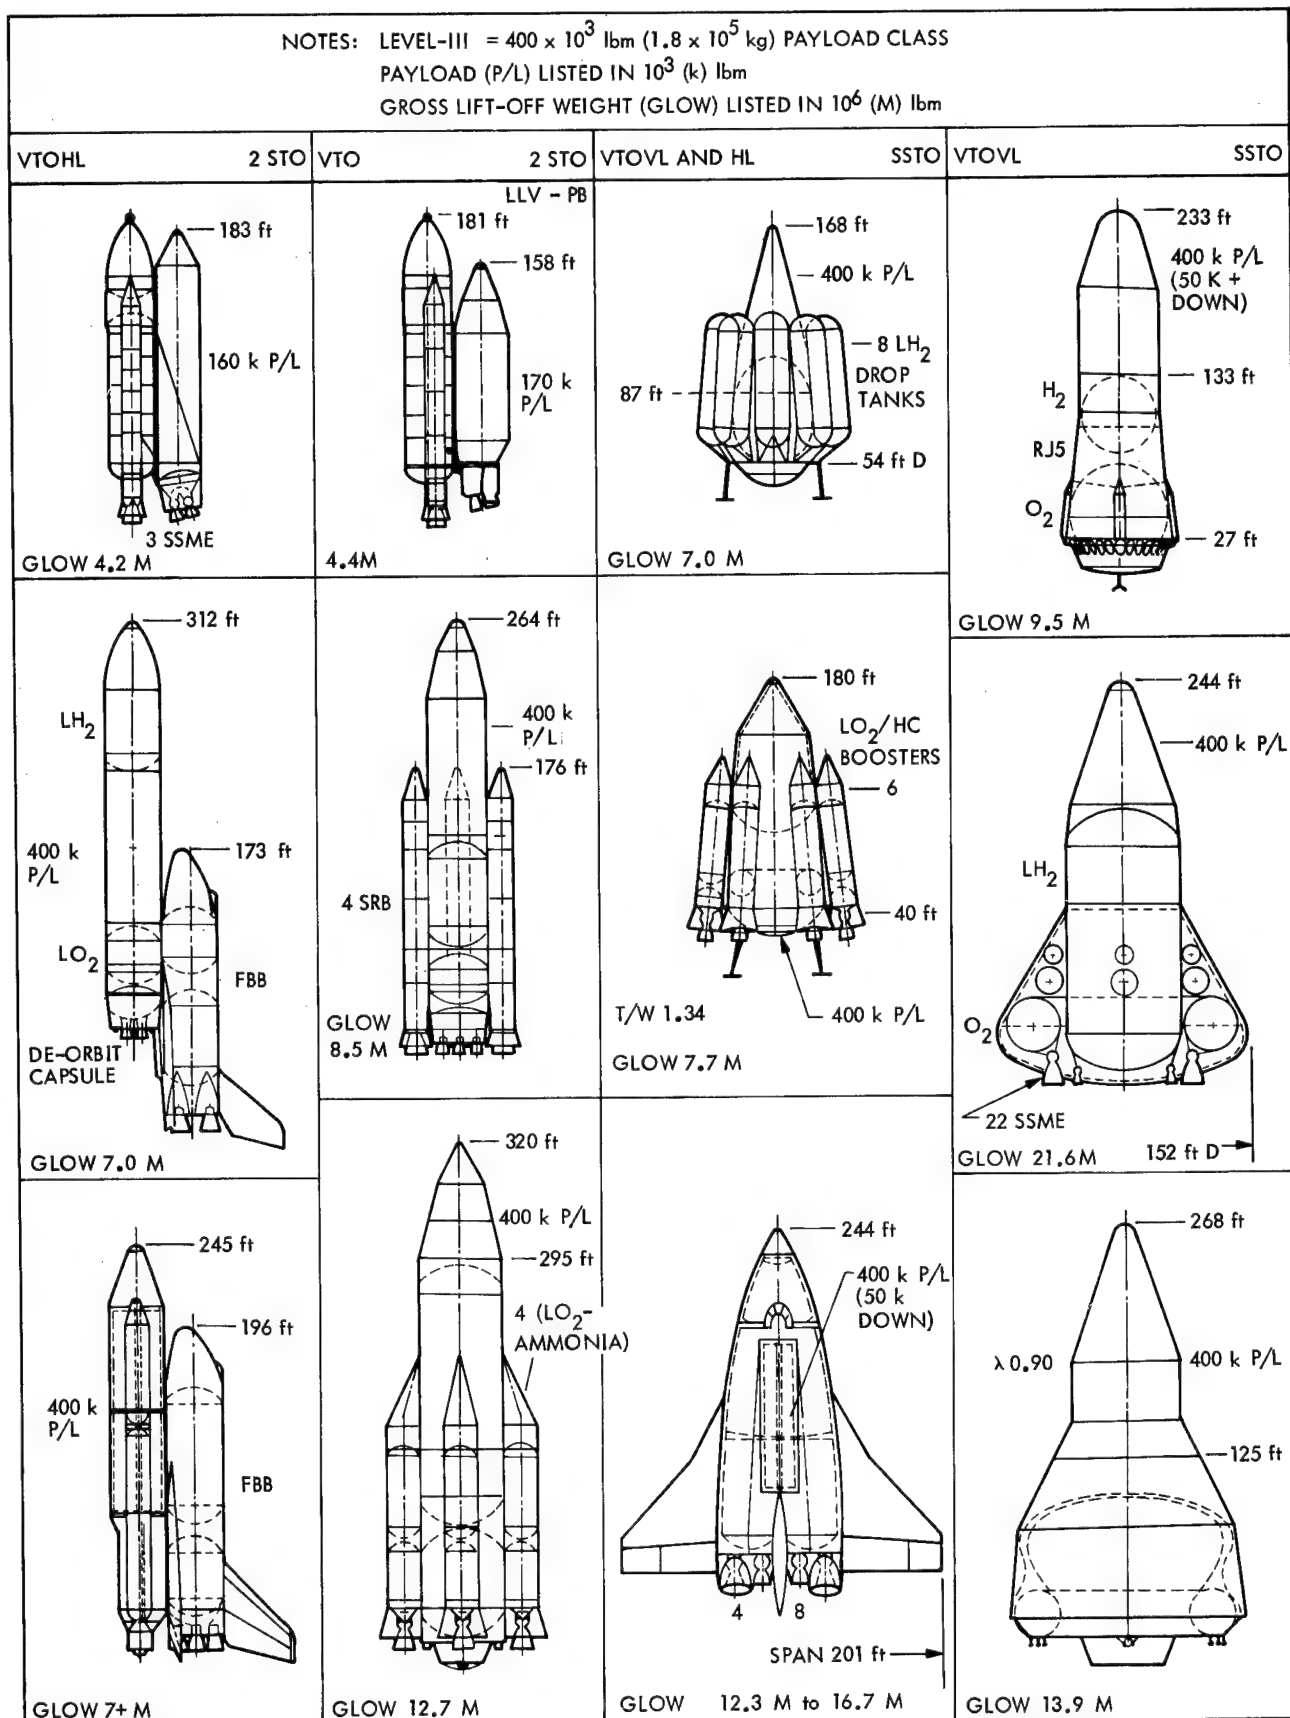 NOTES: LEVEL-III = 400 x 10³ lbm (1.8 x 10⁵ kg) PAYLOAD CLASS
PAYLOAD (P/L) LISTED IN 10³ (k) lbm
GROSS LIFT-OFF WEIGHT (GLOW) LISTED IN 10⁶ (M) lbm
VTOHL 2 STO
183 ft
160 k P/L
3 SSME
GLOW 4.2 M
312 ft
LH₂
400 k
P/L
173 ft
LO₂
FBB
DE-ORBIT
CAPSULE
GLOW 7.0 M
245 ft
196 ft
400 k
P/L
FBB
GLOW 7+ M
VTO 2 STO
LLV - PB
181 ft
158 ft
170 k
P/L
4.4M
264 ft
400 k
P/L
176 ft
4 SRB
GLOW
8.5 M
320 ft
400 k P/L
295 ft
4 (LO₂-
AMMONIA)
GLOW 12.7 M
VTOVL AND HL SSTO
168 ft
400 k P/L
8 LH₂
DROP
TANKS
87 ft
54 ft D
GLOW 7.0 M
180 ft
LO₂/HC
BOOSTERS
6
40 ft
T/W 1.34
400 k P/L
GLOW 7.7 M
244 ft
400 k P/L
(50 k
DOWN)
4 8
SPAN 201 ft
GLOW 12.3 M to 16.7 M
VTOVL SSTO
233 ft
400 k P/L
(50 K +
DOWN)
133 ft
H₂
RJ5
O₂
27 ft
GLOW 9.5 M
244 ft
400 k P/L
LH₂
O₂
22 SSME
GLOW 21.6M 152 ft D
268 ft
λ 0.90 400 k P/L
125 ft
GLOW 13.9 M